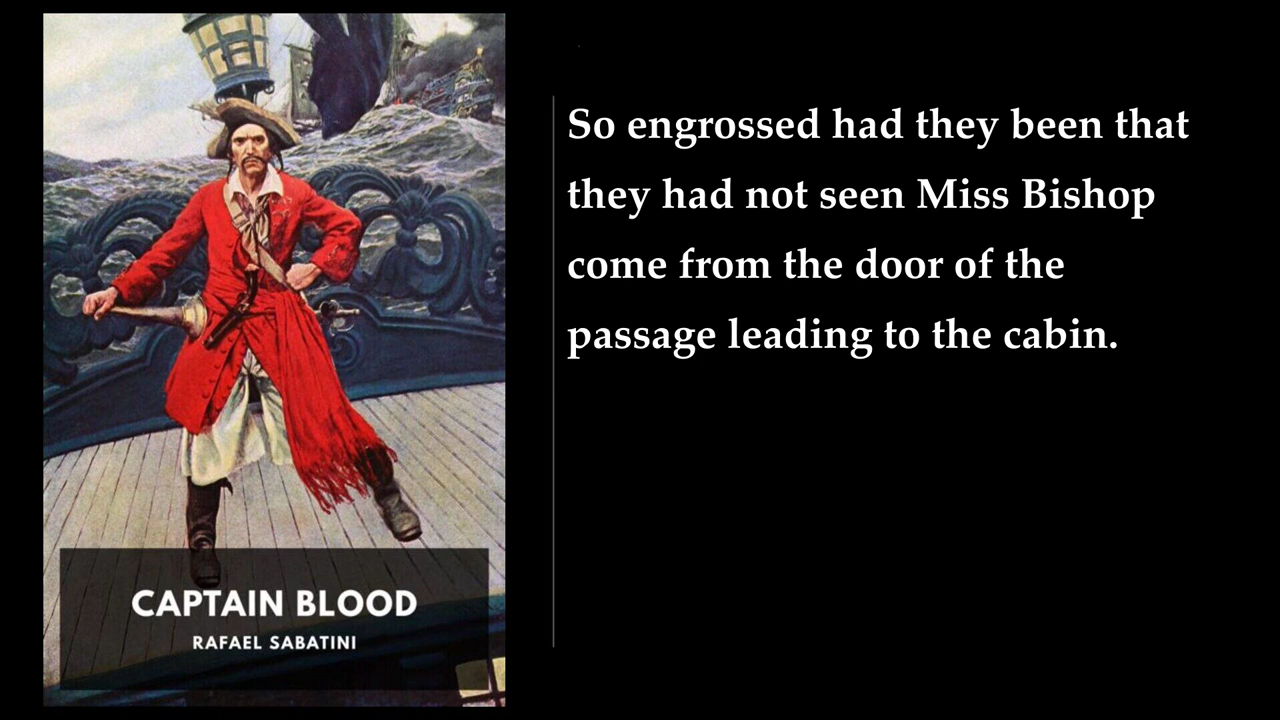 So engrossed had they been that
they had not seen Miss Bishop
come from the door of the
passage leading to the cabin.
CAPTAIN BLOOD
RAFAEL SABATINI